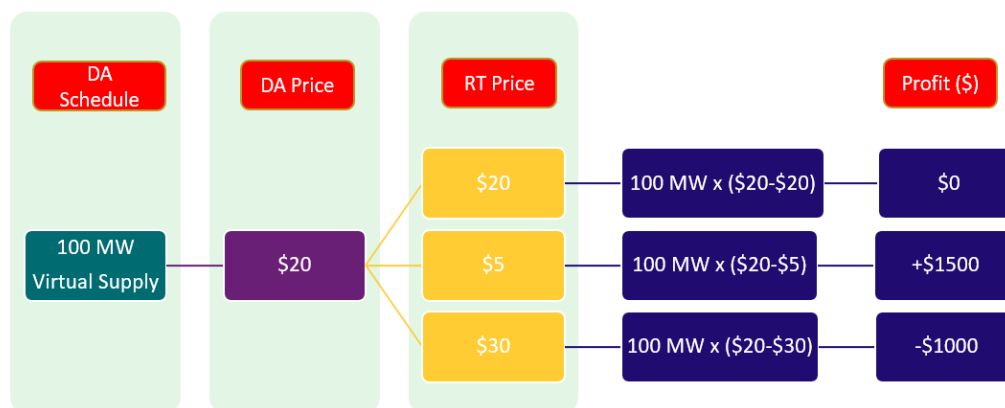 DA
Schedule
DA Price
RT Price
Profit ($)
$20
100 MW x ($20-$20)
$0
100 MW
Virtual Supply
$20
$5
100 MW x ($20-$5)
+$1500
$30
100 MW x ($20-$30)
-$1000